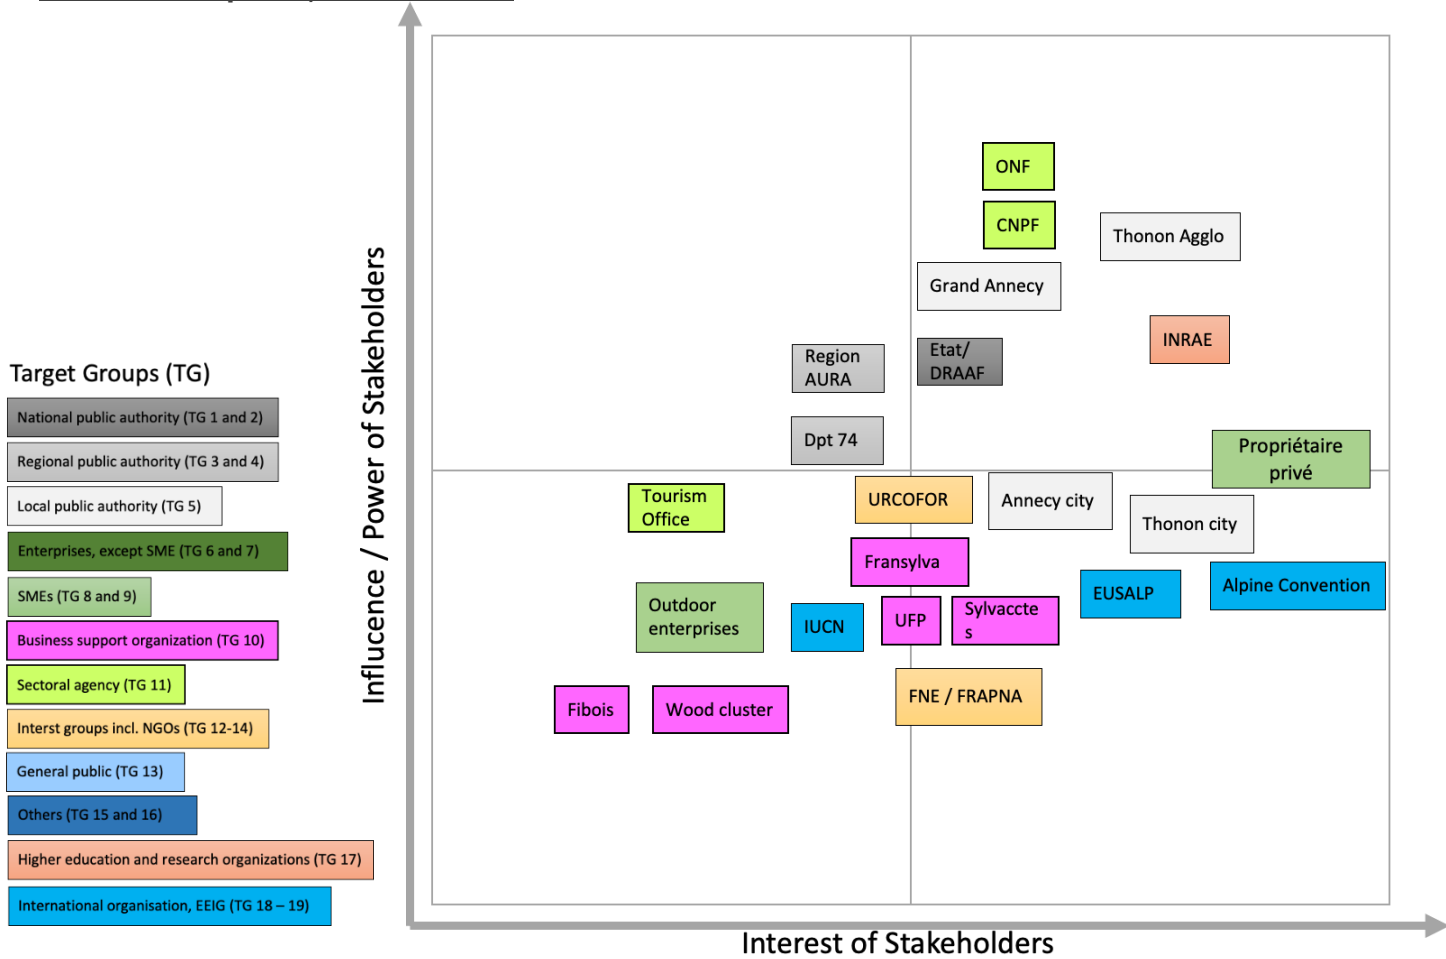 ONF
CNPF
Thonon Agglo
Grand Annecy
INRAE
Region
AURA
Etat/
DRAAF
Dpt 74
Propriétaire
privé
Tourism
Office
URCOFOR
Annecy city
Thonon city
Fransylva
EUSALP
Alpine Convention
Outdoor
enterprises
IUCN
UFP
Sylvaccte
s
Fibois
Wood cluster
FNE / FRAPNA
Influcence / Power of Stakeholders
Interest of Stakeholders
Target Groups (TG)
National public authority (TG 1 and 2)
Regional public authority (TG 3 and 4)
Local public authority (TG 5)
Enterprises, except SME (TG 6 and 7)
SMEs (TG 8 and 9)
Business support organization (TG 10)
Sectoral agency (TG 11)
Interst groups incl. NGOs (TG 12-14)
General public (TG 13)
Others (TG 15 and 16)
Higher education and research organizations (TG 17)
International organisation, EEIG (TG 18 – 19)